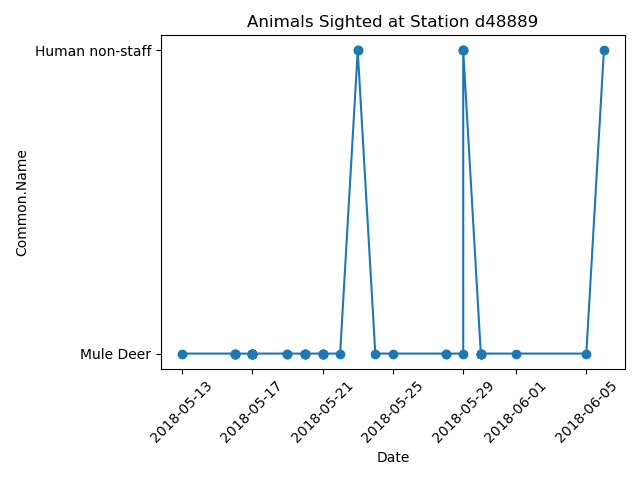 Animals Sighted at Station d48889
Human non-staff
Common.Name
Mule Deer
2018-05-13
2018-05-17
2018-05-21
2018-05-25
2018-05-29
2018-06-01
2018-06-05
Date